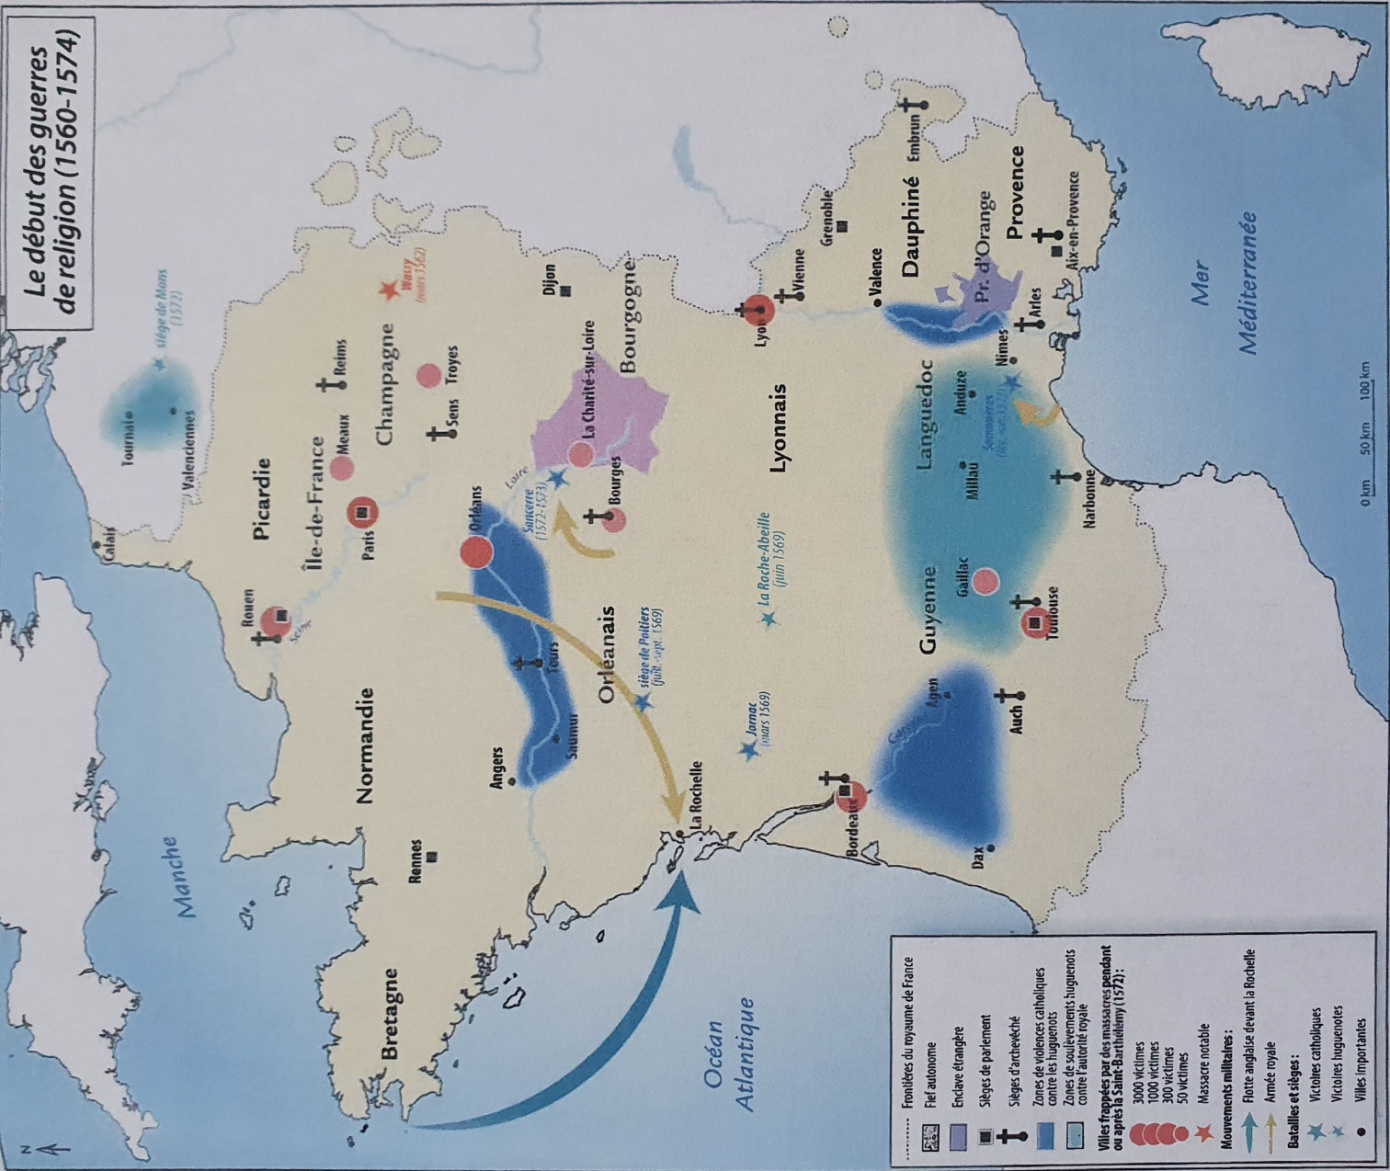 Le début des guerres
de religion (1560-1574)
N
Manche
Océan
Atlantique
Mer
Méditerranée
siège de Mons
(1572)
Tournai
Valenciennes
Calais
Picardie
Rouen
Seine
Île-de-France
Meaux
Reims
Paris
Champagne
Wassy
(mars 1562)
Troyes
Sens
Normandie
Rennes
Bretagne
Angers
Saumur
Tours
Orléans
Loire
Sancerre
(1572-1573)
Bourges
La Charité-sur-Loire
Dijon
Bourgogne
Orléanais
siège de Poitiers
(juil.-sept. 1569)
La Rochelle
Jarnac
(mars 1569)
La Roche-Abeille
(juin 1569)
Lyonnais
Lyon
Vienne
Grenoble
Valence
Dauphiné
Embrun
Pr. d'Orange
Provence
Aix-en-Provence
Arles
Nîmes
Languedoc
Anduze
Millau
Narbonne
Guyenne
Gaillac
Toulouse
Agen
Auch
Bordeaux
Dax
0 km 50 km 100 km
Frontières du royaume de France
Fief autonome
Enclave étrangère
Sièges de parlement
Sièges d'archevêché
Zones de violences catholiques
contre les huguenots
Zones de soulèvements huguenots
contre l'autorité royale
Villes frappées par des massacres pendant
ou après la Saint-Barthélémy (1572) :
3000 victimes
1000 victimes
300 victimes
50 victimes
Massacre notable
Mouvements militaires :
Flotte anglaise devant la Rochelle
Armée royale
Batailles et sièges :
Victoires catholiques
Victoires huguenotes
Villes importantes